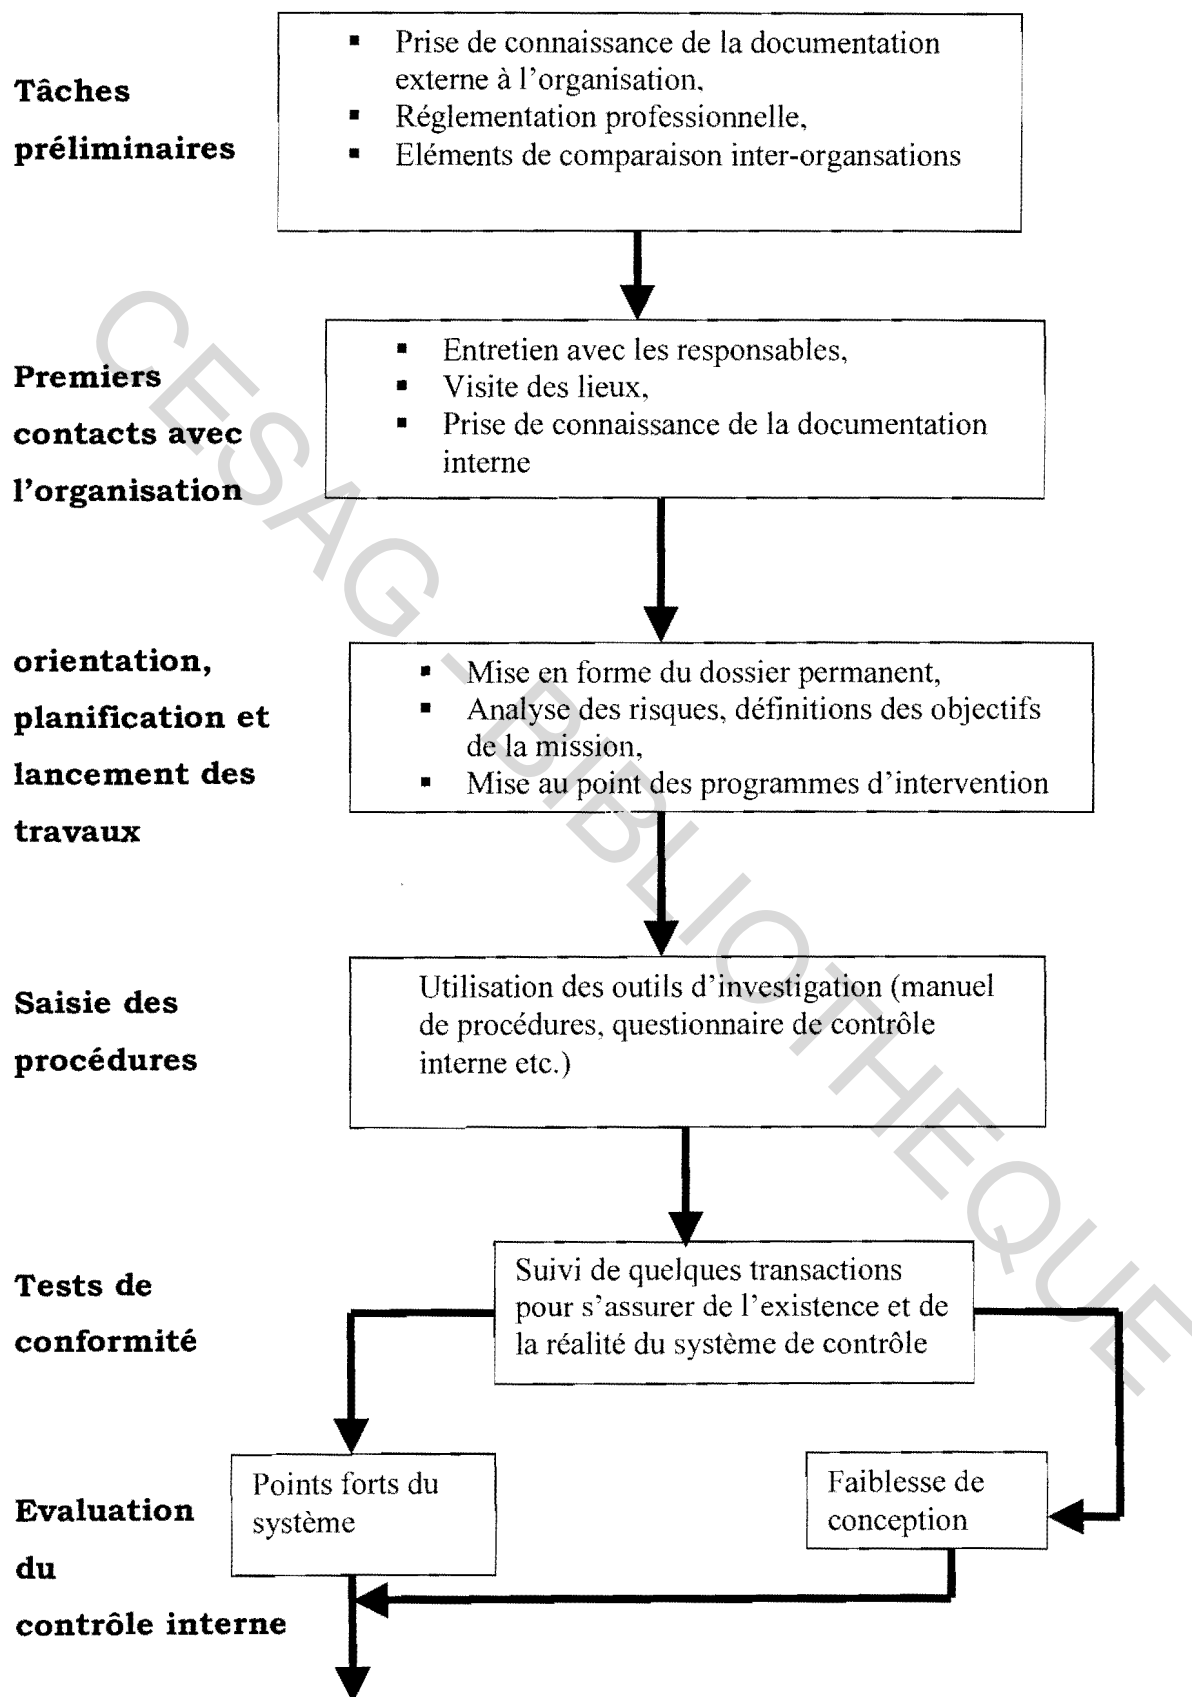 Tâches
préliminaires
▪ Prise de connaissance de la documentation
externe à l'organisation,
▪ Réglementation professionnelle,
▪ Eléments de comparaison inter-organsations
Premiers
contacts avec
l'organisation
▪ Entretien avec les responsables,
▪ Visite des lieux,
▪ Prise de connaissance de la documentation
interne
orientation,
planification et
lancement des
travaux
▪ Mise en forme du dossier permanent,
▪ Analyse des risques, définitions des objectifs
de la mission,
▪ Mise au point des programmes d'intervention
Saisie des
procédures
Utilisation des outils d'investigation (manuel
de procédures, questionnaire de contrôle
interne etc.)
Tests de
conformité
Suivi de quelques transactions
pour s'assurer de l'existence et de
la réalité du système de contrôle
Evaluation
du
contrôle interne
Points forts du
système
Faiblesse de
conception
CESAG - BIBLIOTHEQUE